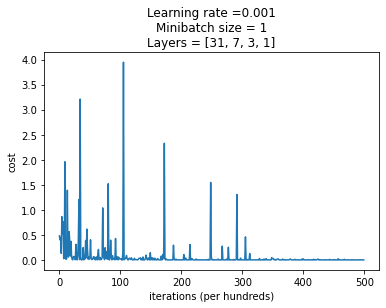 Learning rate =0.001
Minibatch size = 1
Layers = [31, 7, 3, 1]
4.0
3.5
3.0
2.5
2.0
1.5
1.0
0.5
0.0
cost
0 100 200 300 400 500
iterations (per hundreds)